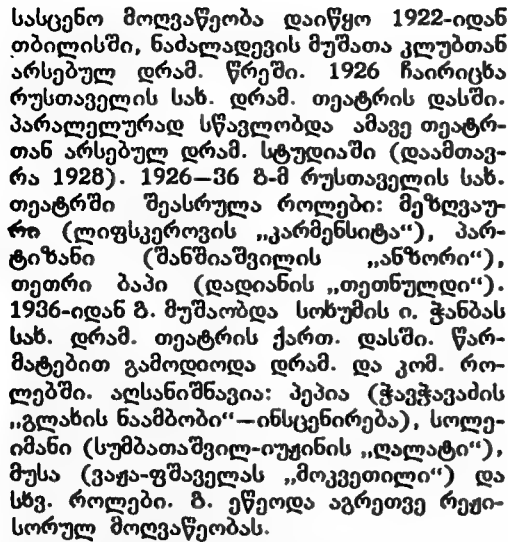 სასცენო მოღვაწეობა დაიწყო 1922-იდან
თბილისში, ნაძალადევის მუშათა კლუბთან
არსებულ დრამ. წრეში. 1926 ჩაირიცხა
რუსთაველის სახ. დრამ. თეატრის დასში.
პარალელურად სწავლობდა ამავე თეატრ-
თან არსებულ დრამ. სტუდიაში (დაამთავ-
რა 1928). 1926—36 გ-მ რუსთაველის სახ.
თეატრში შეასრულა როლები: მეზღვაუ-
რი (ლიფსკეროვის „კარმენსიტა“), პარ-
ტიზანი (შანშიაშვილის „ანზორი“),
თეთრი ბაპი (დადიანის „თეთნულდი“).
1936-იდან გ. მუშაობდა სოხუმის ი. ჭანბას
სახ. დრამ. თეატრის ქართ. დასში. წარ-
მატებით გამოდიოდა დრამ. და კომ. რო-
ლებში. აღსანიშნავია: პეპია (ჭავჭავაძის
„გლახის ნაამბობი“—ინსცენირება), სოლე-
იმანი (სუმბათაშვილ-იუჟინის „ღალატი“),
მუსა (ვაჟა-ფშაველას „მოკვეთილი“) და
სხვ. როლები. გ. ეწეოდა აგრეთვე რეჟი-
სორულ მოღვაწეობას.